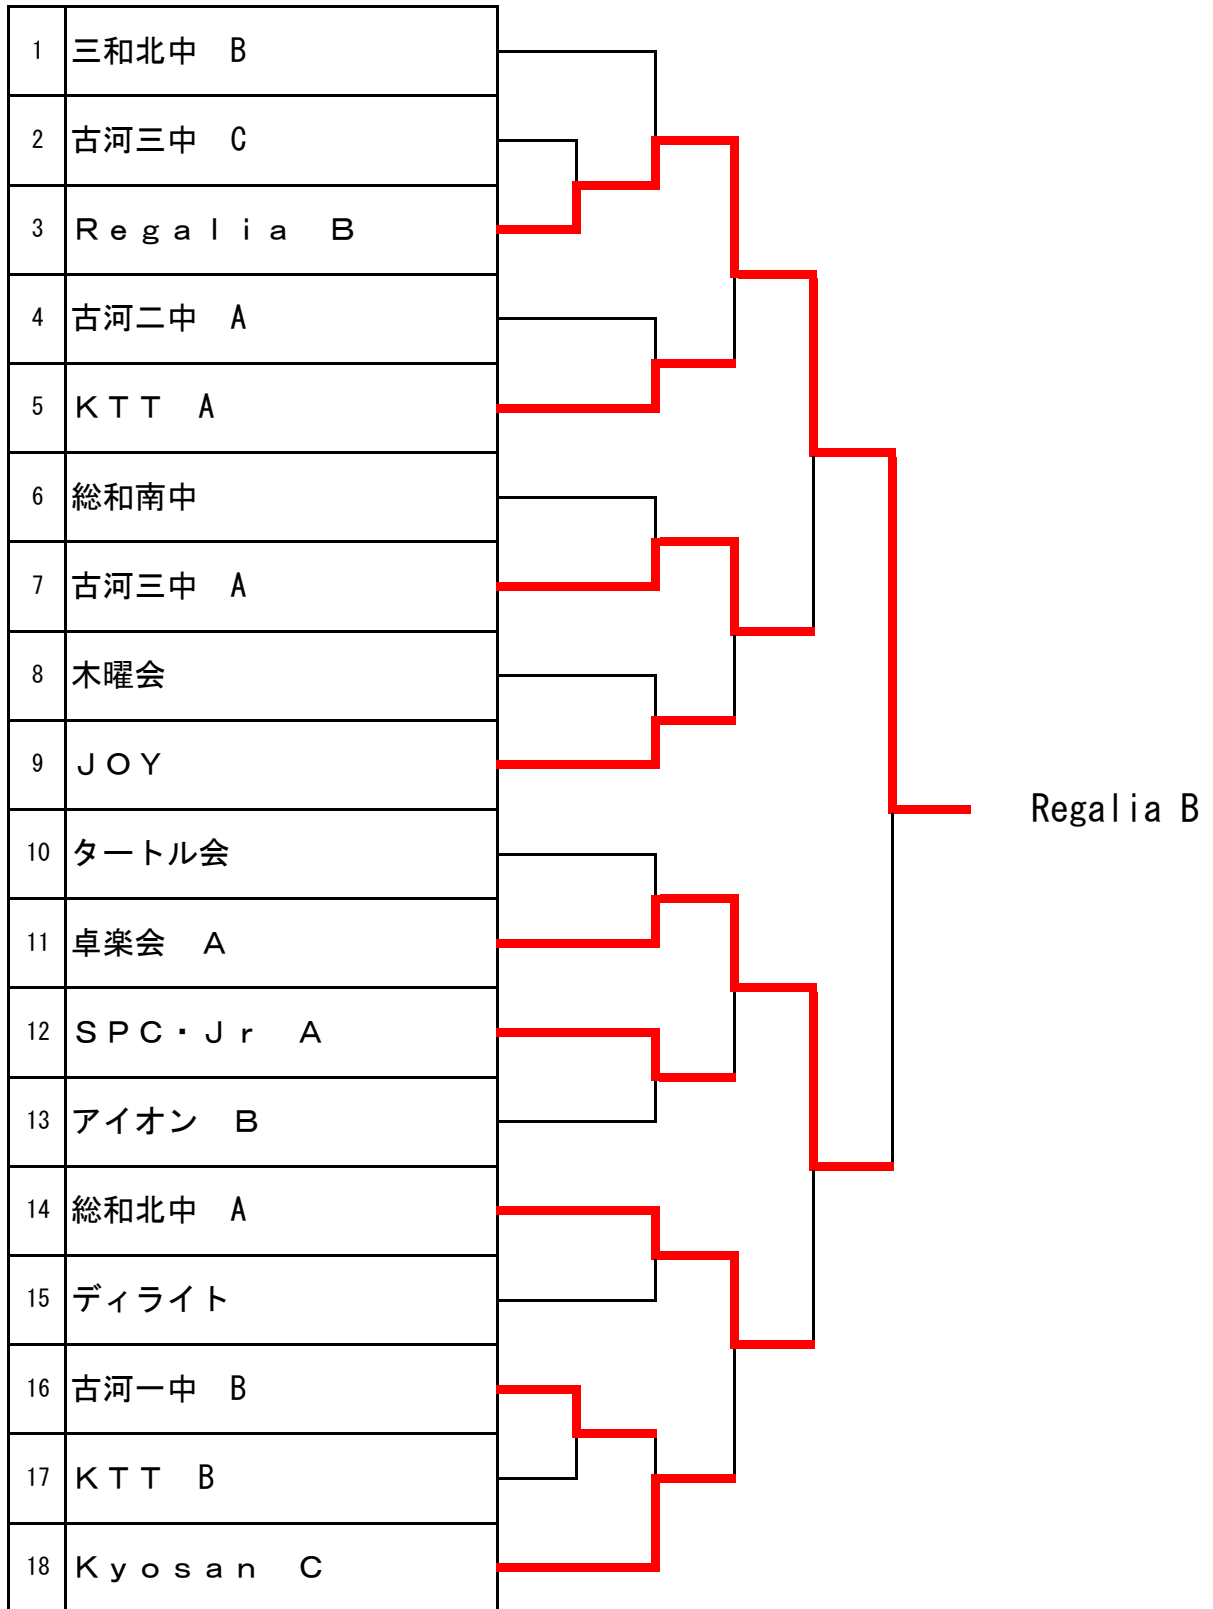 1 三和北中　B
2 古河三中　C
3 Ｒｅｇａｌｉａ　Ｂ
4 古河二中　A
5 ＫＴＴ　A
6 総和南中
7 古河三中　A
8 木曜会
9 ＪＯＹ
Regalia B
10 タートル会
11 卓楽会　Ａ
12 ＳＰＣ・Ｊｒ　Ａ
13 アイオン　Ｂ
14 総和北中　A
15 ディライト
16 古河一中　B
17 ＫＴＴ　B
18 Ｋｙｏｓａｎ　Ｃ